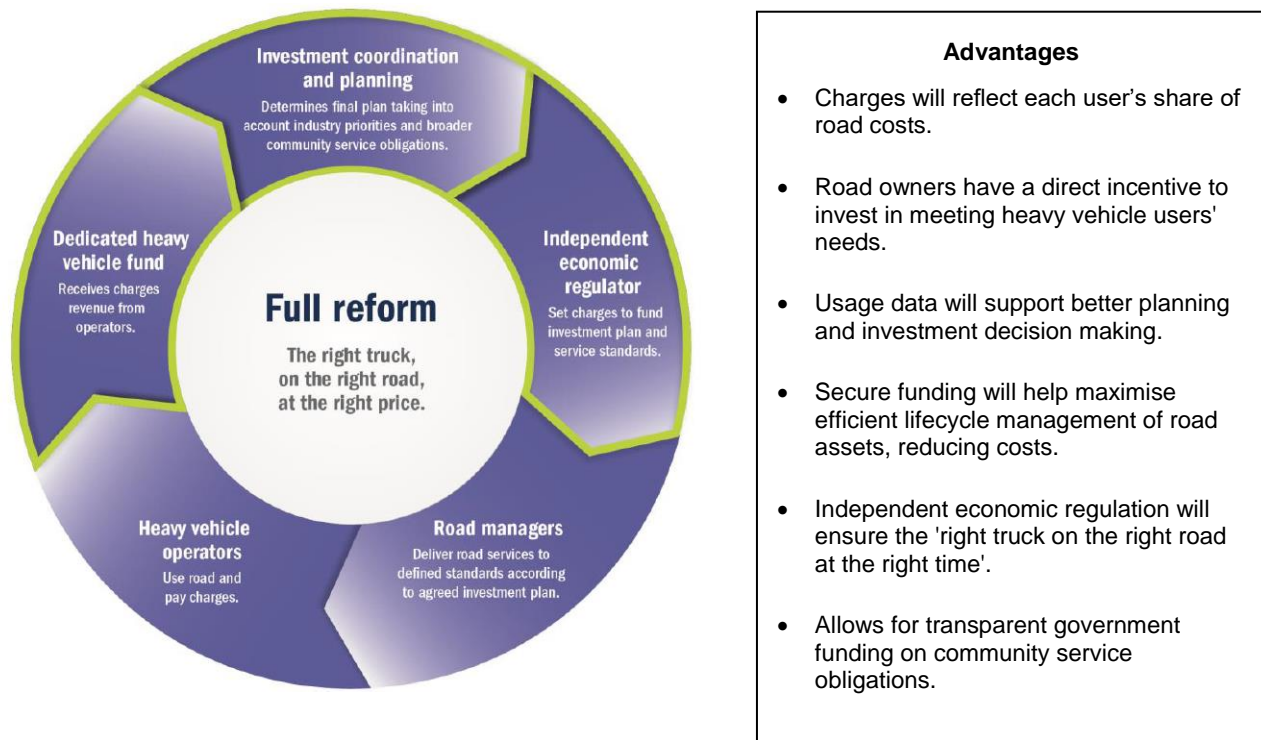 Investment coordination
and planning
Determines final plan taking into
account industry priorities and broader
community service obligations.
Dedicated heavy
vehicle fund
Receives charges
revenue from
operators.
Independent
economic
regulator
Set charges to fund
investment plan and
service standards.
Full reform
The right truck,
on the right road,
at the right price.
Heavy vehicle
operators
Use road and
pay charges.
Road managers
Deliver road services to
defined standards according
to agreed investment plan.
Advantages
• Charges will reflect each user’s share of
road costs.
• Road owners have a direct incentive to
invest in meeting heavy vehicle users'
needs.
• Usage data will support better planning
and investment decision making.
• Secure funding will help maximise
efficient lifecycle management of road
assets, reducing costs.
• Independent economic regulation will
ensure the 'right truck on the right road
at the right time'.
• Allows for transparent government
funding on community service
obligations.